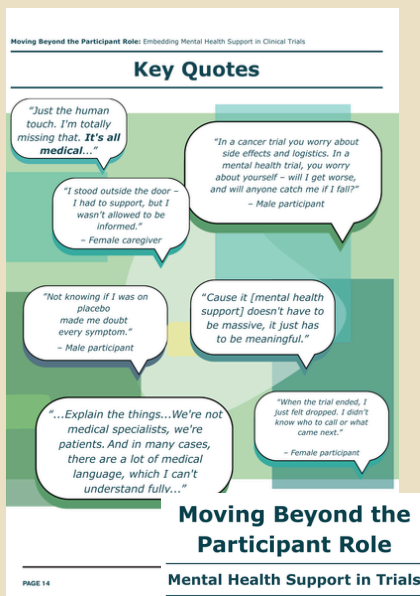 Moving Beyond the Participant Role: Embedding Mental Health Support in Clinical Trials
Key Quotes
“Just the human
touch. I'm totally
missing that. It's all
medical...”
“In a cancer trial you worry about
side effects and logistics. In a
mental health trial, you worry
about yourself – will I get worse,
and will anyone catch me if I fall?”
– Male participant
“I stood outside the door –
I had to support, but I
wasn't allowed to be
informed.”
– Female caregiver
“Not knowing if I was on
placebo
made me doubt
every symptom.”
– Male participant
“Cause it [mental health
support] doesn't have to
be massive, it just has
to be meaningful.”
“...Explain the things...We're not
medical specialists, we're
patients. And in many cases,
there are a lot of medical
language, which I can't
understand fully...”
“When the trial ended, I
just felt dropped. I didn't
know who to call or what
came next.”
– Female participant
PAGE 14
Moving Beyond the
Participant Role
Mental Health Support in Trials